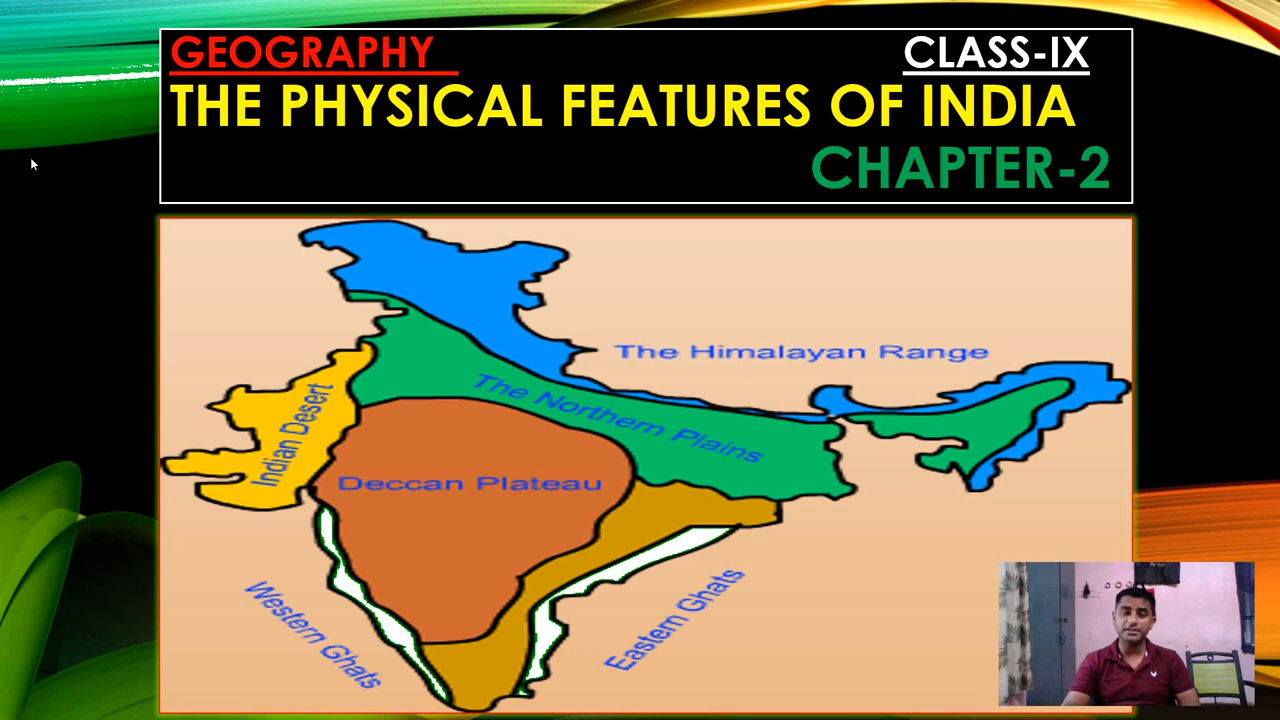 GEOGRAPHY CLASS-IX
THE PHYSICAL FEATURES OF INDIA
CHAPTER-2
The Himalayan Range
The Northern Plains
Indian Desert
Deccan Plateau
Western Ghats
Eastern Ghats